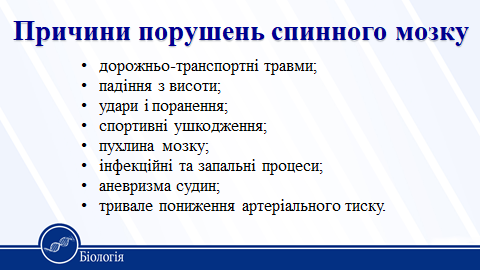 Причини порушень спинного мозку
• дорожньо-транспортні травми;
• падіння з висоти;
• удари і поранення;
• спортивні ушкодження;
• пухлина мозку;
• інфекційні та запальні процеси;
• аневризма судин;
• тривале пониження артеріального тиску.
Біологія